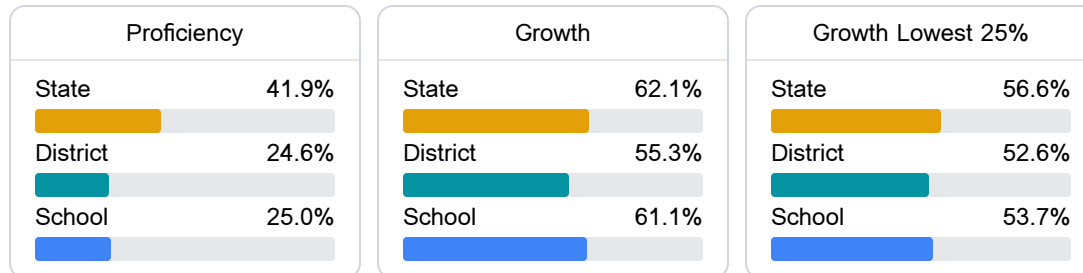 Proficiency
State 41.9%
District 24.6%
School 25.0%
Growth
State 62.1%
District 55.3%
School 61.1%
Growth Lowest 25%
State 56.6%
District 52.6%
School 53.7%